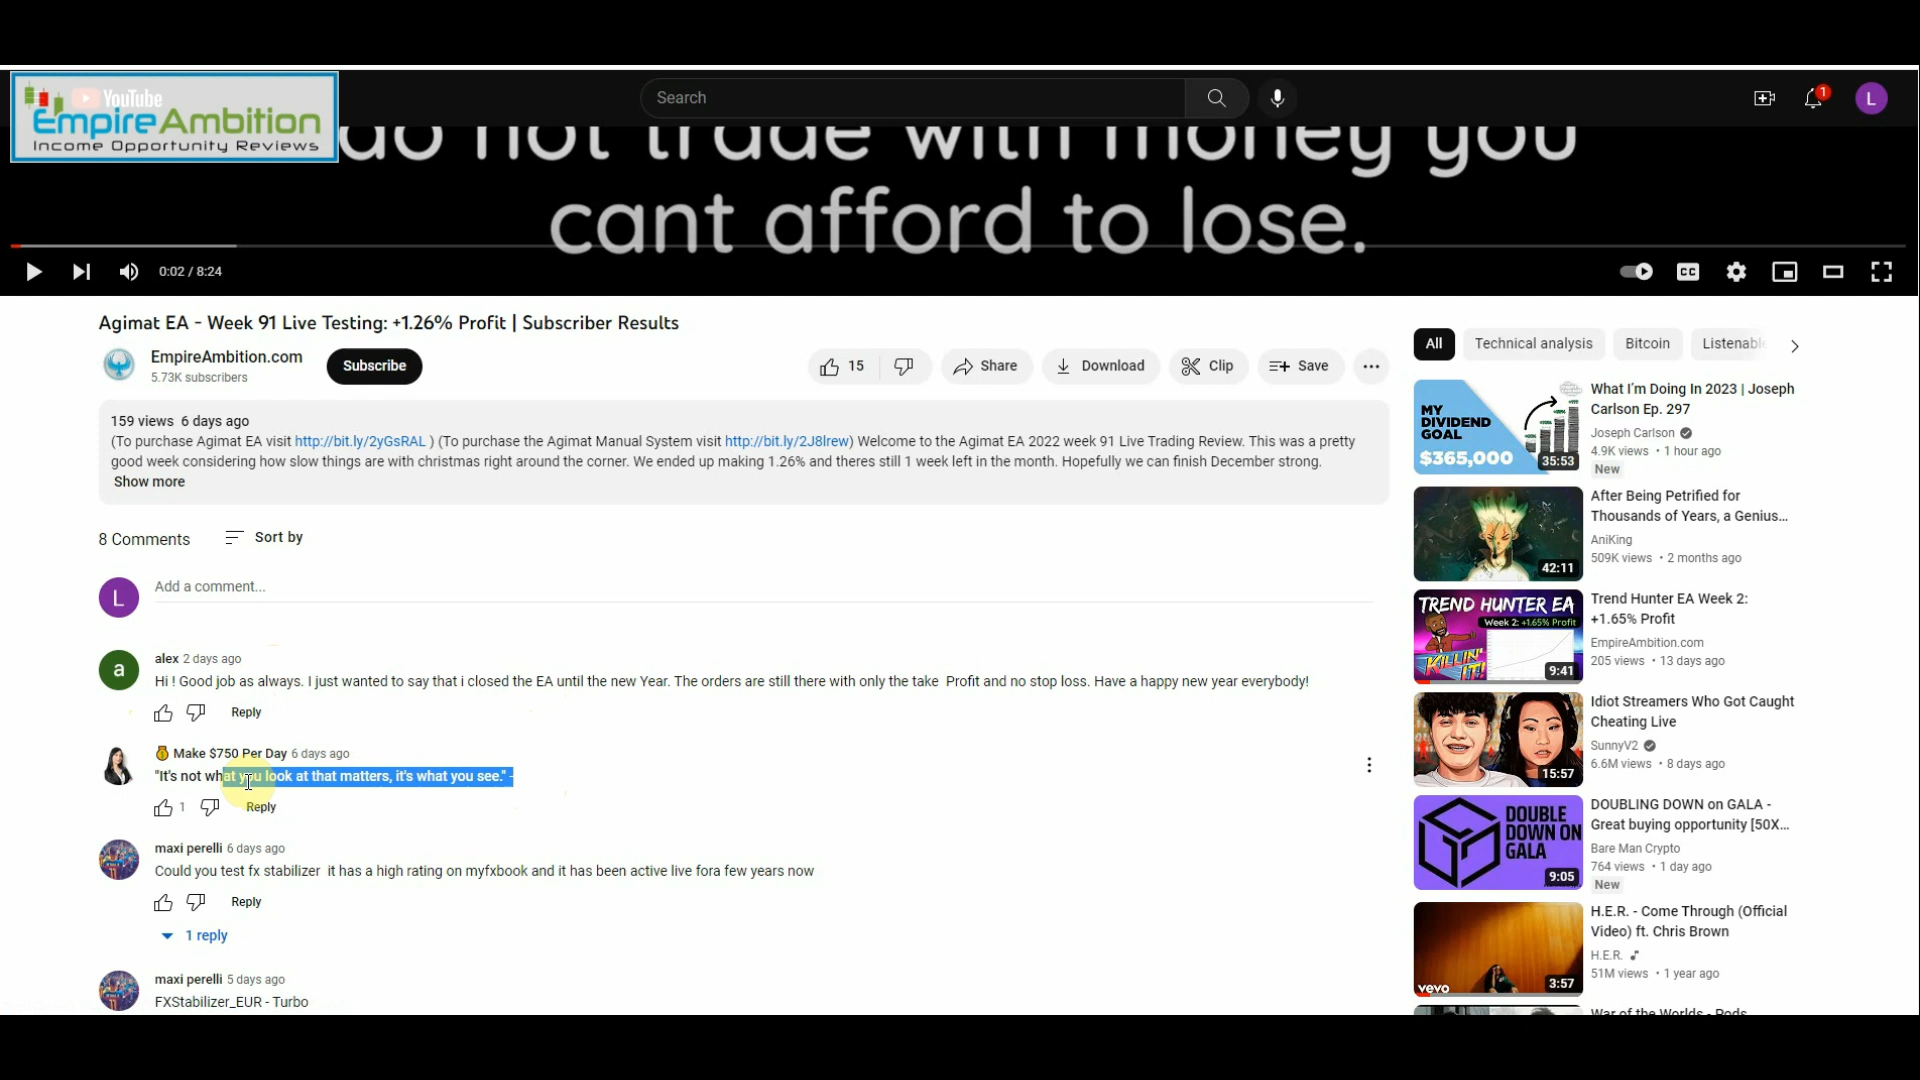 YouTube
EmpireAmbition
Income Opportunity Reviews
Search
1
L
do not trade with money you
cant afford to lose.
0:02 / 8:24
CC
Agimat EA - Week 91 Live Testing: +1.26% Profit | Subscriber Results
EmpireAmbition.com
5.73K subscribers
Subscribe
15
Share
Download
Clip
Save
159 views 6 days ago
(To purchase Agimat EA visit http://bit.ly/2yGsRAL ) (To purchase the Agimat Manual System visit http://bit.ly/2J8lrew) Welcome to the Agimat EA 2022 week 91 Live Trading Review. This was a pretty
good week considering how slow things are with christmas right around the corner. We ended up making 1.26% and theres still 1 week left in the month. Hopefully we can finish December strong.
Show more
8 Comments
Sort by
L
Add a comment...
a
alex 2 days ago
Hi ! Good job as always. I just wanted to say that i closed the EA until the new Year. The orders are still there with only the take Profit and no stop loss. Have a happy new year everybody!
Reply
Make $750 Per Day 6 days ago
"It's not what you look at that matters, it's what you see." -
1
Reply
maxi perelli 6 days ago
Could you test fx stabilizer it has a high rating on myfxbook and it has been active live fora few years now
Reply
1 reply
maxi perelli 5 days ago
FXStabilizer_EUR - Turbo
All
Technical analysis
Bitcoin
Listenable
MY
DIVIDEND
GOAL
$365,000
35:53
What I'm Doing In 2023 | Joseph
Carlson Ep. 297
Joseph Carlson
4.9K views • 1 hour ago
New
42:11
After Being Petrified for
Thousands of Years, a Genius...
AniKing
509K views • 2 months ago
TREND HUNTER EA
Week 2: +1.65% Profit
KILLIN'
IT!
9:41
Trend Hunter EA Week 2:
+1.65% Profit
EmpireAmbition.com
205 views • 13 days ago
15:57
Idiot Streamers Who Got Caught
Cheating Live
SunnyV2
6.6M views • 8 days ago
DOUBLE
DOWN ON
GALA
9:05
DOUBLING DOWN on GALA -
Great buying opportunity [50X...
Bare Man Crypto
764 views • 1 day ago
New
vevo
3:57
H.E.R. - Come Through (Official
Video) ft. Chris Brown
H.E.R.
51M views • 1 year ago
War of the Worlds - Pods